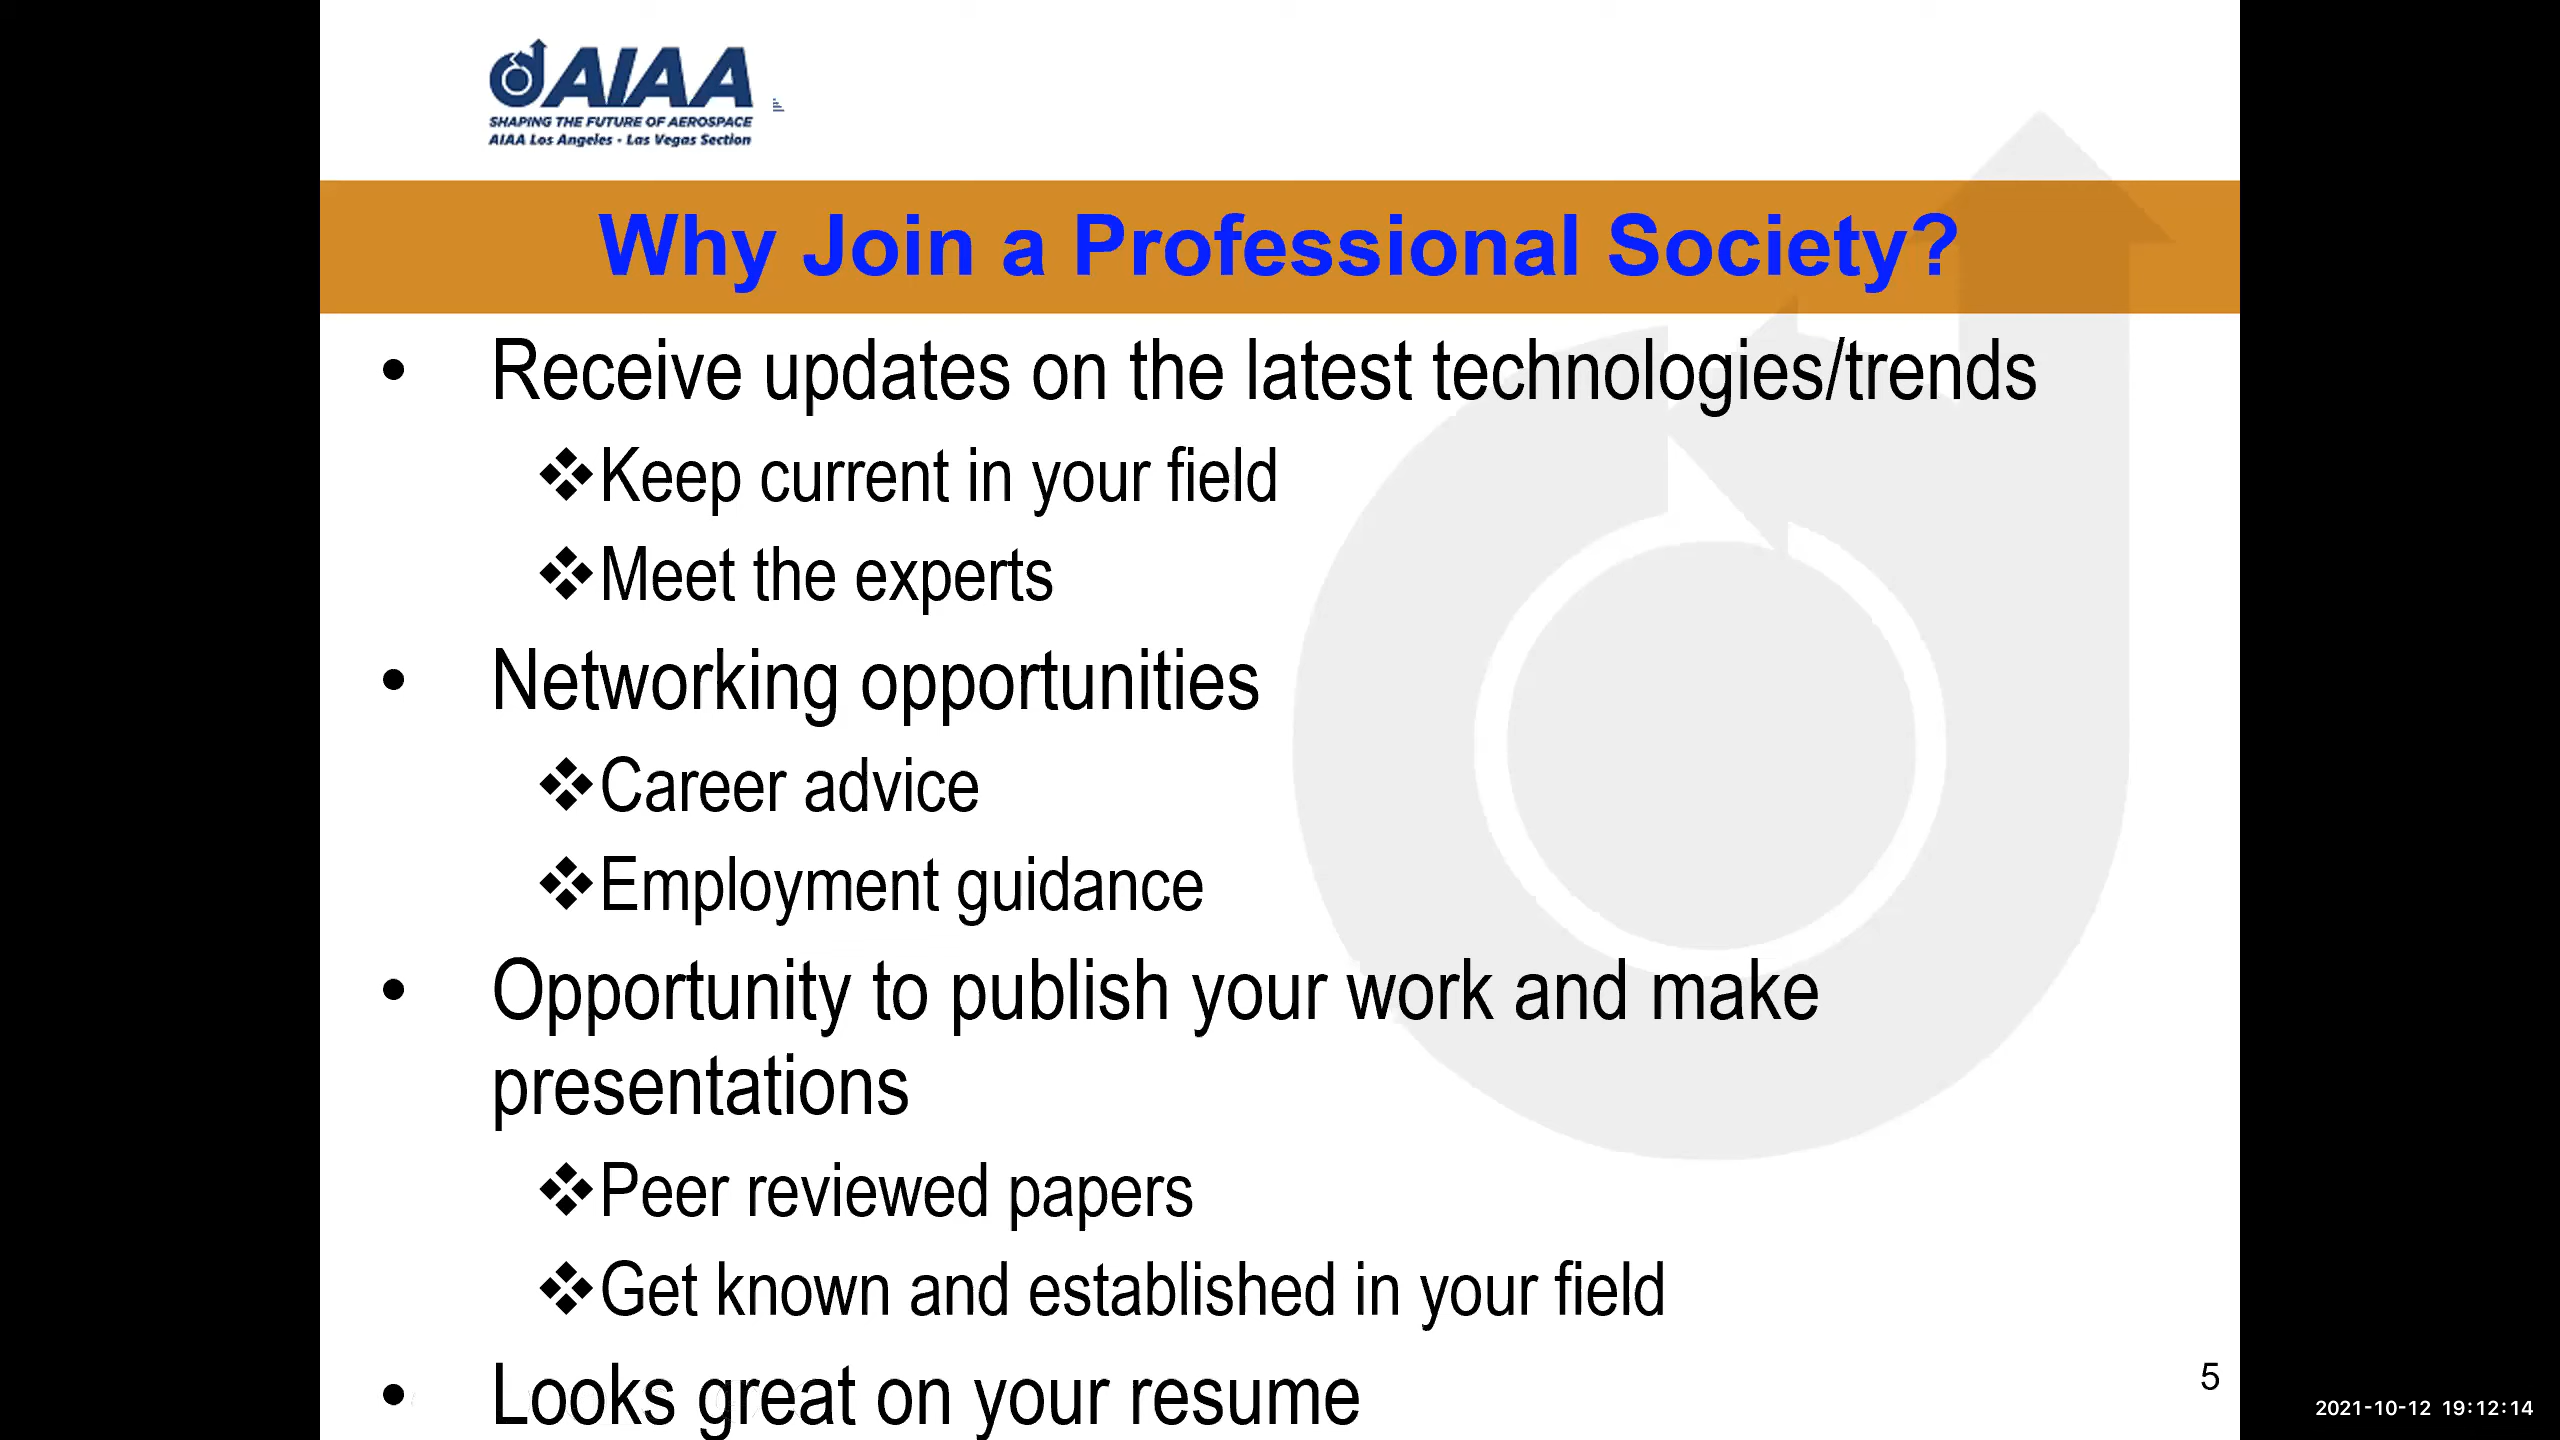 AIAA
SHAPING THE FUTURE OF AEROSPACE
AIAA Los Angeles - Las Vegas Section
Why Join a Professional Society?
• Receive updates on the latest technologies/trends
❖Keep current in your field
❖Meet the experts
• Networking opportunities
❖Career advice
❖Employment guidance
• Opportunity to publish your work and make
presentations
❖Peer reviewed papers
❖Get known and established in your field
• Looks great on your resume
5
2021-10-12 19:12:14